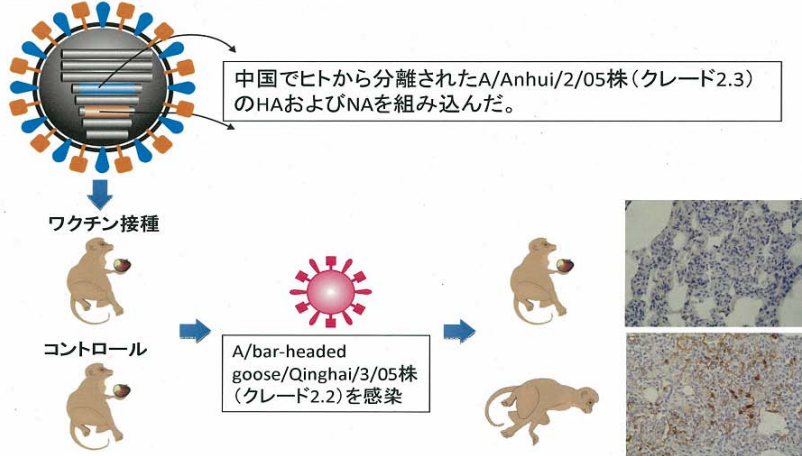 中国でヒトから分離されたA/Anhui/2/05株（クレード2.3）
のHAおよびNAを組み込んだ。
ワクチン接種
コントロール
A/bar-headed
goose/Qinghai/3/05株
（クレード2.2）を感染